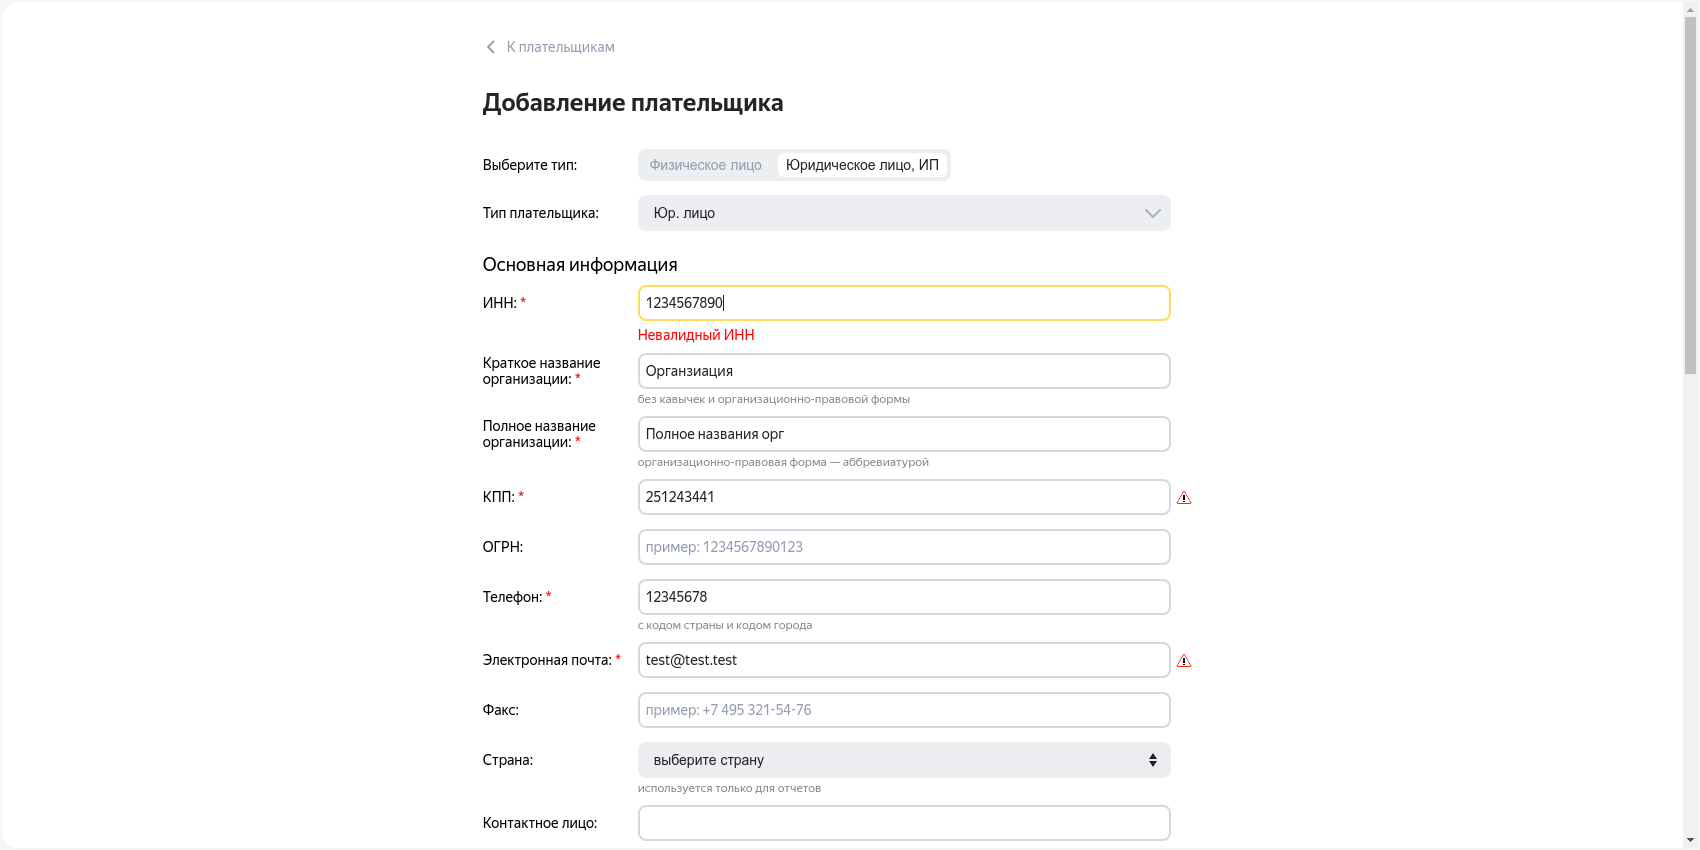 К плательщикам
Добавление плательщика
Выберите тип: Физическое лицо Юридическое лицо, ИП
Тип плательщика: Юр. лицо
Основная информация
ИНН: * 1234567890
Невалидный ИНН
Краткое название
организации: * Органзиация
без кавычек и организационно-правовой формы
Полное название
организации: * Полное названия орг
организационно-правовая форма — аббревиатурой
КПП: * 251243441
ОГРН: пример: 1234567890123
Телефон: * 12345678
с кодом страны и кодом города
Электронная почта: * test@test.test
Факс: пример: +7 495 321-54-76
Страна: выберите страну
используется только для отчетов
Контактное лицо: